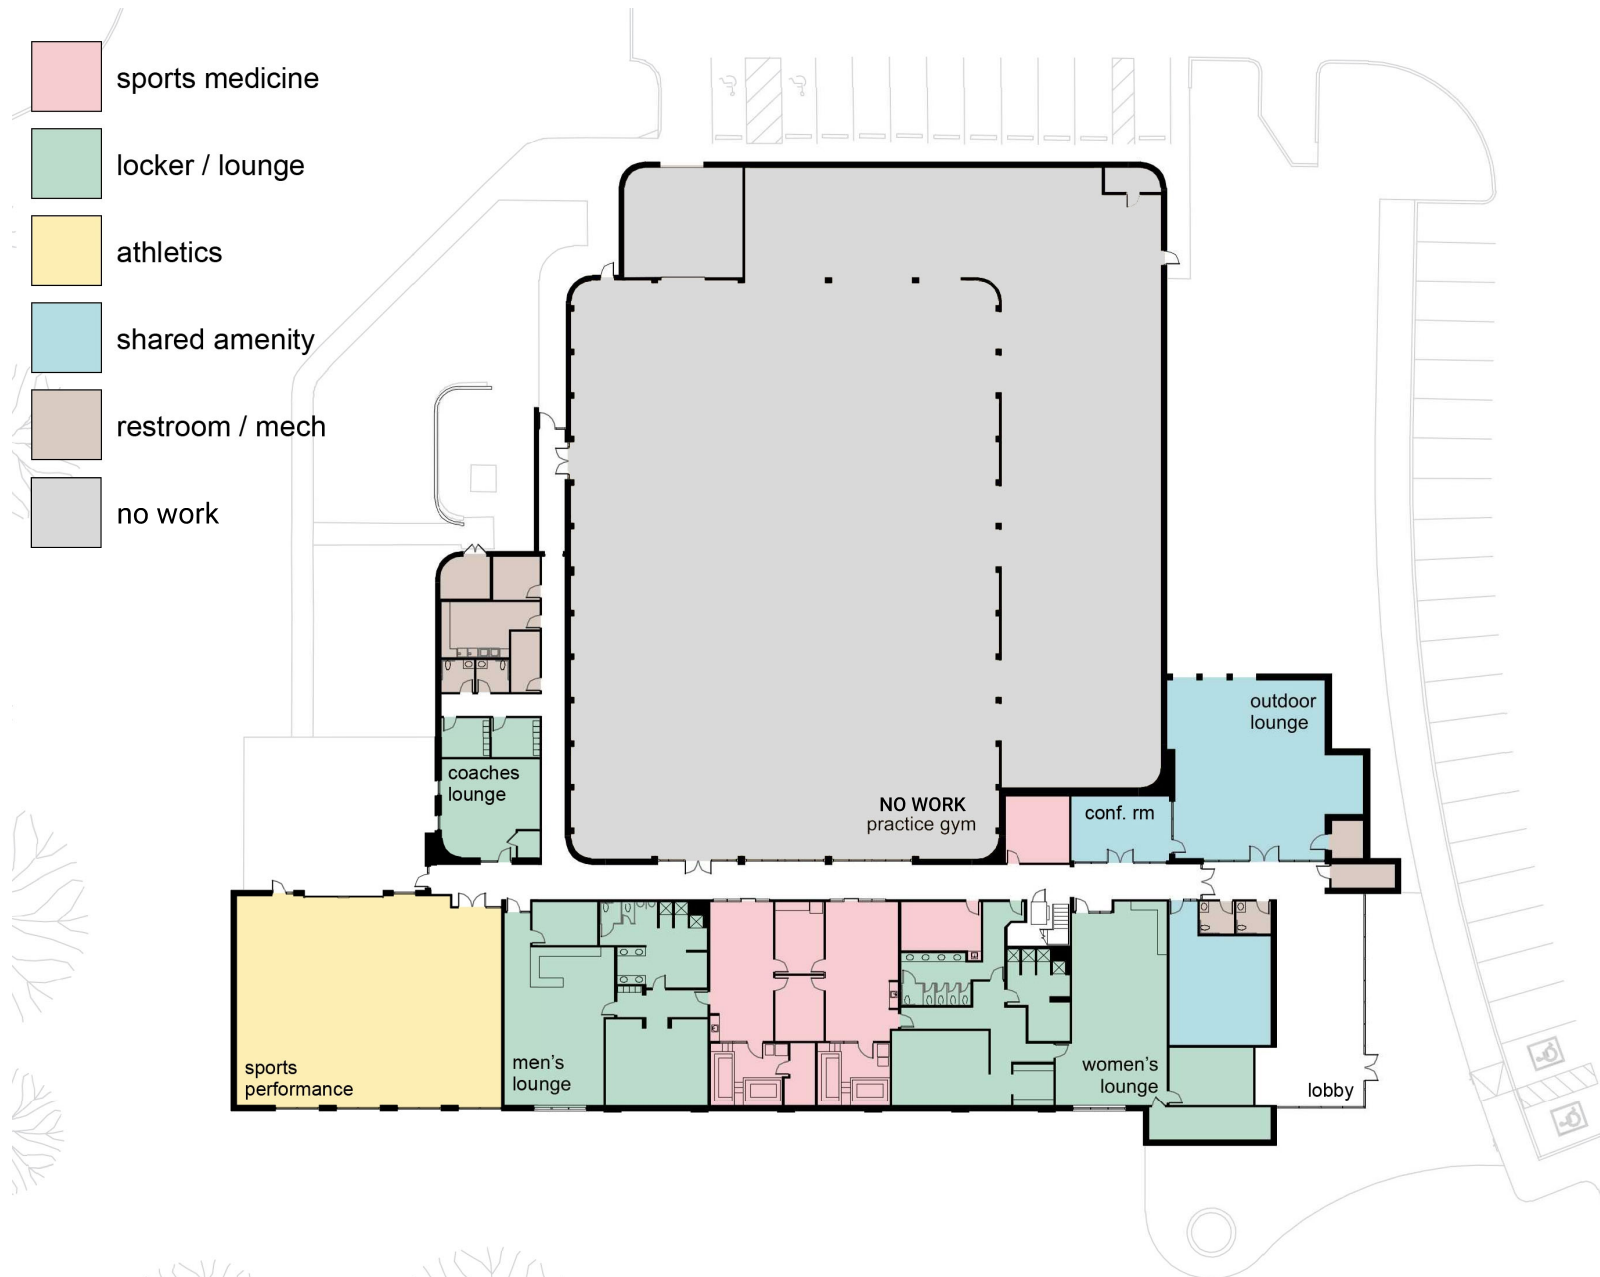 sports medicine
locker / lounge
athletics
shared amenity
restroom / mech
no work
outdoor
lounge
coaches
lounge
NO WORK
practice gym
conf. rm
sports
performance
men's
lounge
women's
lounge
lobby